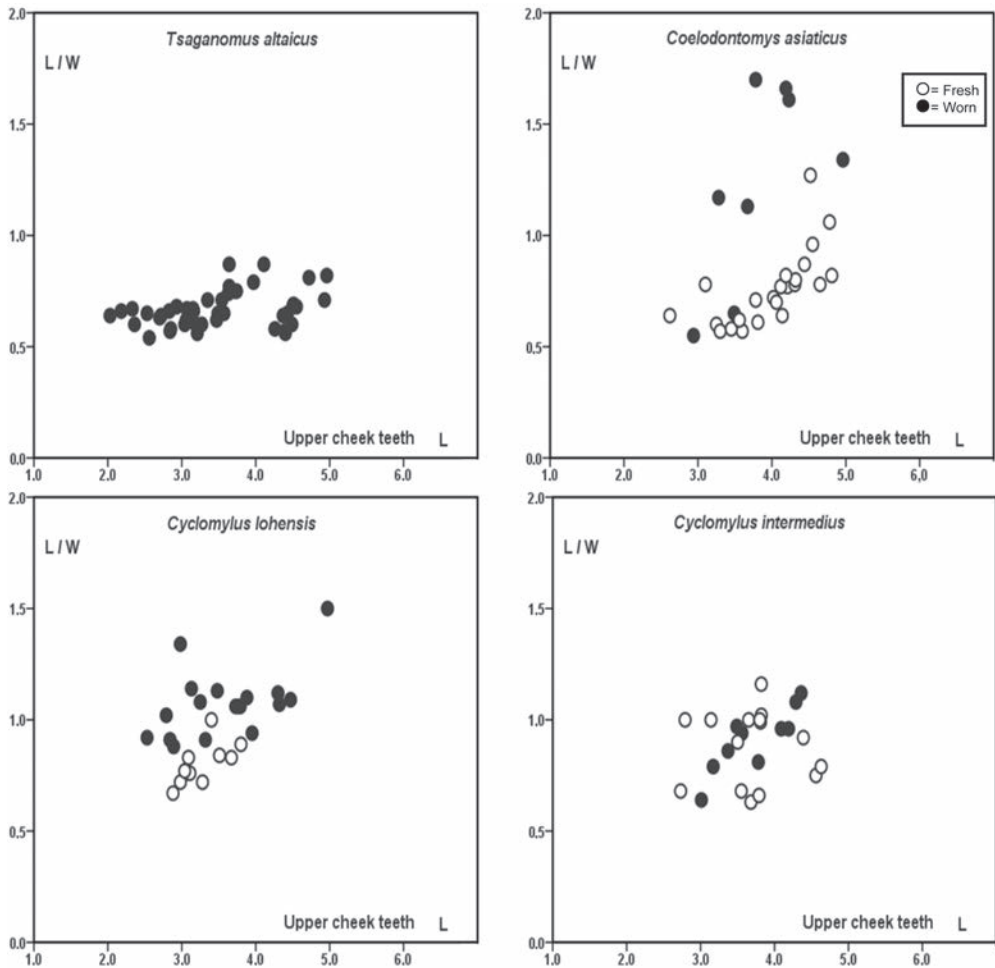 2.0
Tsaganomus altaicus
L / W
1.5
1.0
0.5
Upper cheek teeth L
0.0
1.0 2.0 3.0 4.0 5.0 6.0
2.0
Coelodontomys asiaticus
L / W
= Fresh
= Worn
1.5
1.0
0.5
Upper cheek teeth L
0.0
1.0 2.0 3.0 4.0 5.0 6,0
2.0
Cyclomylus lohensis
L / W
1.5
1.0
0.5
Upper cheek teeth L
0.0
1.0 2.0 3.0 4.0 5.0 6.0
2.0
Cyclomylus intermedius
L / W
1.5
1.0
0.5
Upper cheek teeth L
0.0
1.0 2.0 3.0 4.0 5.0 6,0